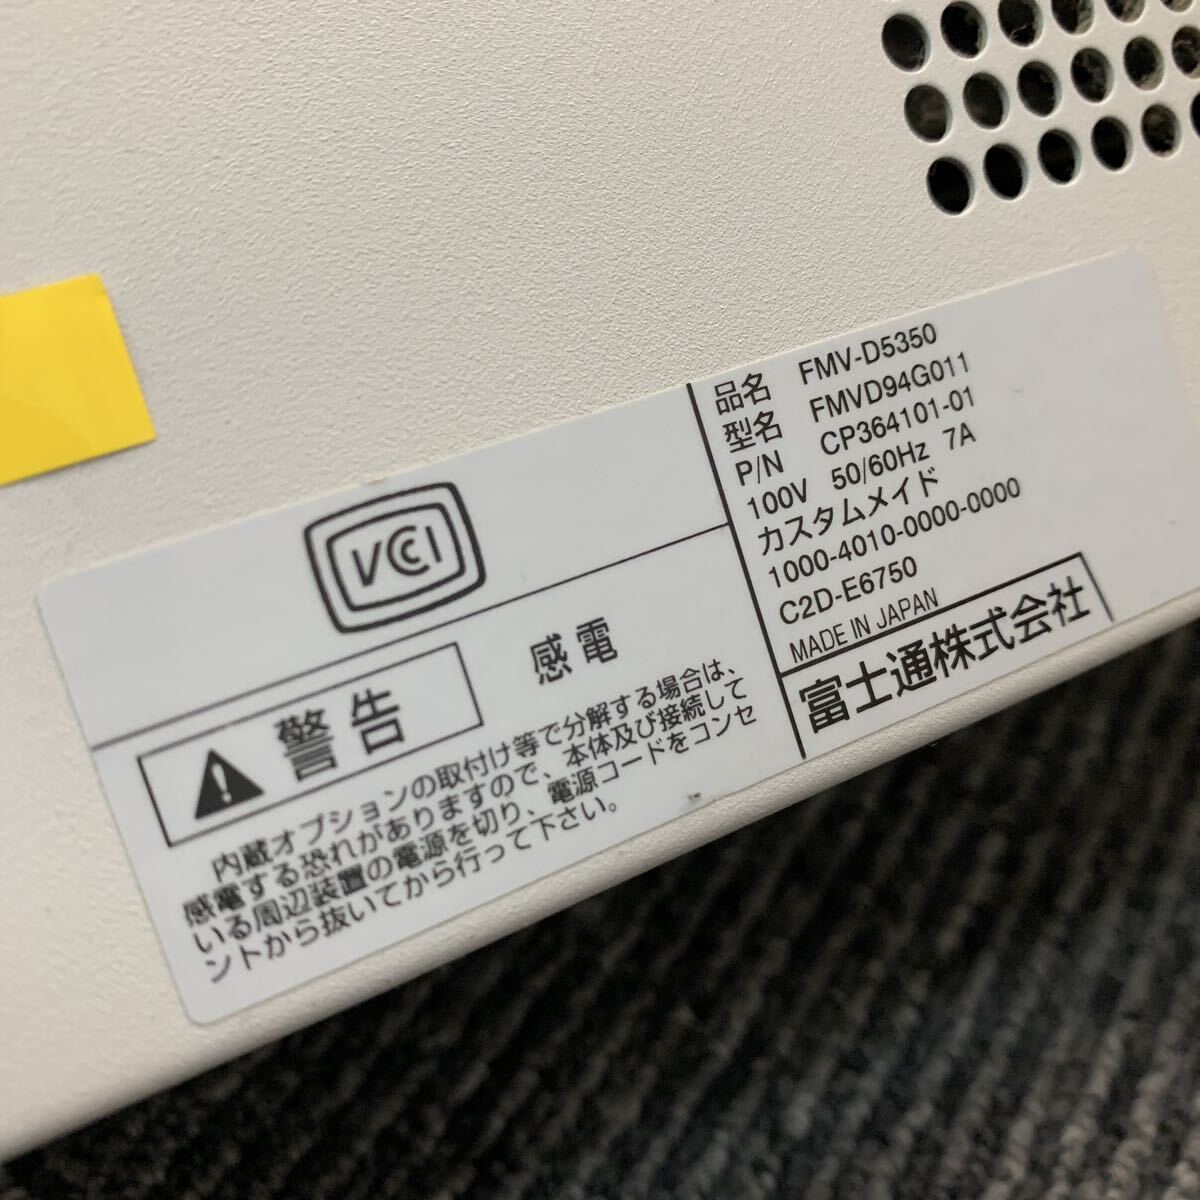 VCCI
警告
感電
内蔵オプションの取付け等で分解する場合は、
感電する恐れがありますので、本体及び接続して
いる周辺装置の電源を切り、電源コードをコンセ
ントから抜いてから行って下さい。
品名 FMV-D5350
型名 FMVD94G011
P/N CP364101-01
100V 50/60Hz 7A
カスタムメイド
1000-4010-0000-0000
C2D-E6750
MADE IN JAPAN
富士通株式会社